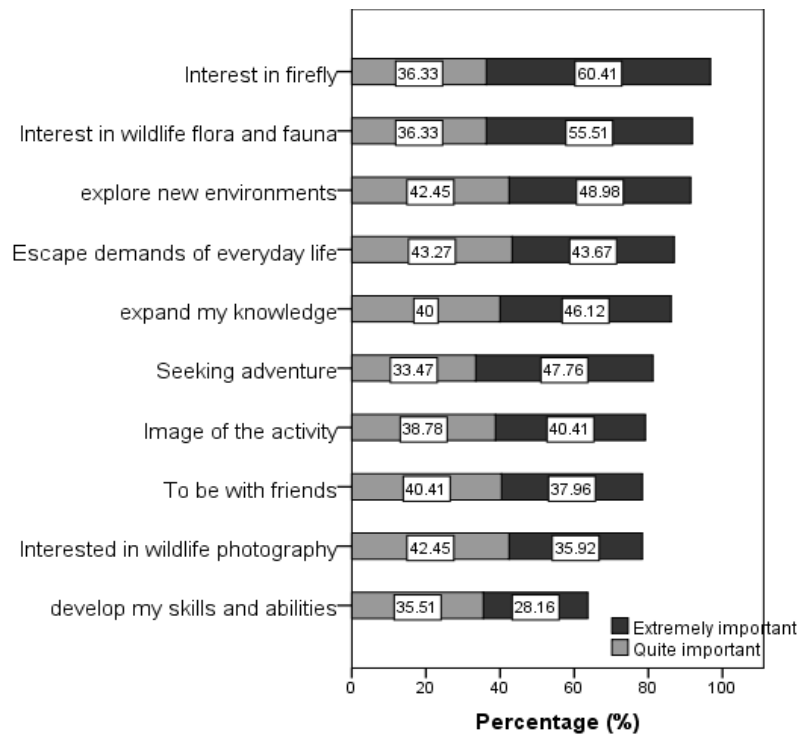 Interest in firefly 36.33 60.41
Interest in wildlife flora and fauna 36.33 55.51
explore new environments 42.45 48.98
Escape demands of everyday life 43.27 43.67
expand my knowledge 40 46.12
Seeking adventure 33.47 47.76
Image of the activity 38.78 40.41
To be with friends 40.41 37.96
Interested in wildlife photography 42.45 35.92
develop my skills and abilities 35.51 28.16
Extremely important
Quite important
0 20 40 60 80 100
Percentage (%)